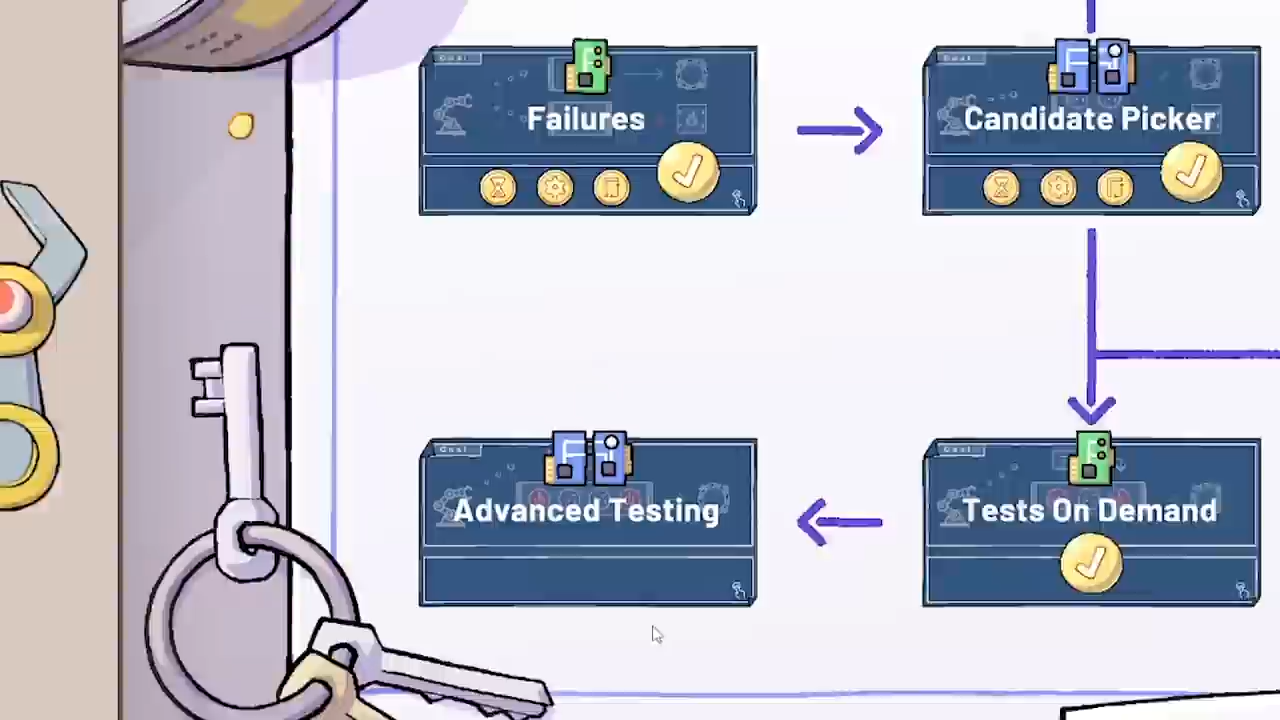 Failures
Candidate Picker
Advanced Testing
Tests On Demand